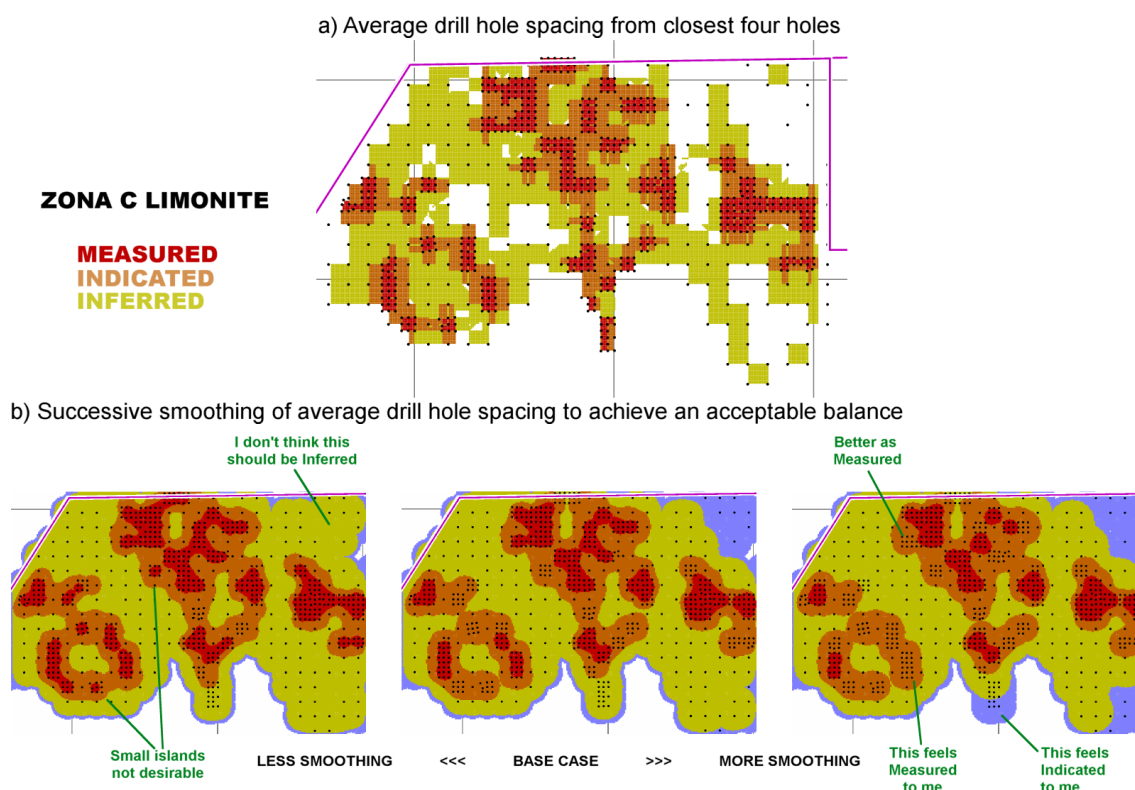 a) Average drill hole spacing from closest four holes
ZONA C LIMONITE
MEASURED
INDICATED
INFERRED
b) Successive smoothing of average drill hole spacing to achieve an acceptable balance
I don't think this
should be Inferred
Better as
Measured
Small islands
not desirable
LESS SMOOTHING <<< BASE CASE >>> MORE SMOOTHING
This feels
Measured
to me
This feels
Indicated
to me